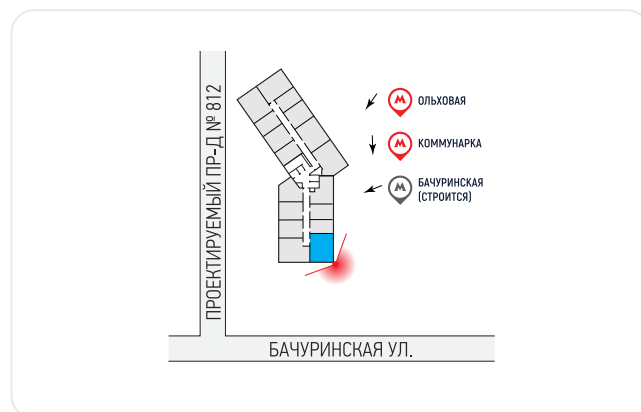 ПРОЕКТИРУЕМЫЙ ПР-Д № 812
М ОЛЬХОВАЯ
М КОММУНАРКА
М БАЧУРИНСКАЯ
(СТРОИТСЯ)
БАЧУРИНСКАЯ УЛ.